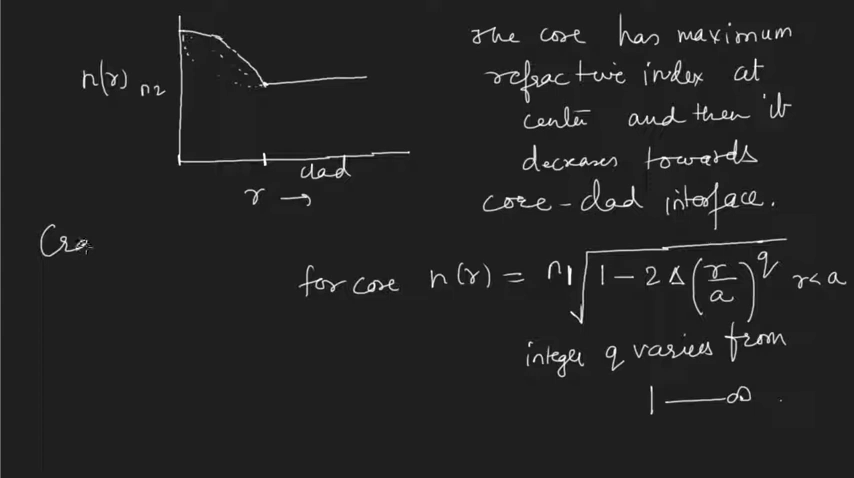 n(r) n2
clad
r →
The core has maximum
refractive index at
center and then it
decreases towards
core-clad interface.
Cro
for core n(r) = n1 √(1 - 2Δ(r/a)^q) r<a
integer q varies from
1 — ∞